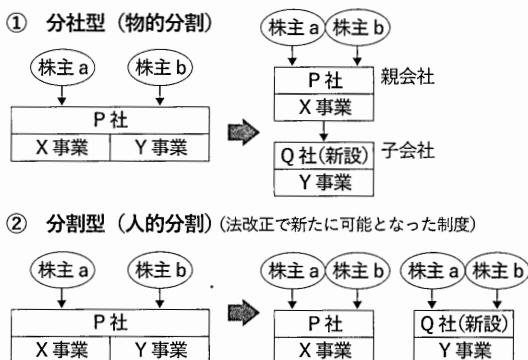 ① 分社型（物的分割）
株主a 株主b
P社
X事業 Y事業
株主a 株主b
P社 親会社
X事業
Q社(新設) 子会社
Y事業
② 分割型（人的分割）(法改正で新たに可能となった制度)
株主a 株主b
P社
X事業 Y事業
株主a 株主b
P社
X事業
株主a 株主b
Q社(新設)
Y事業